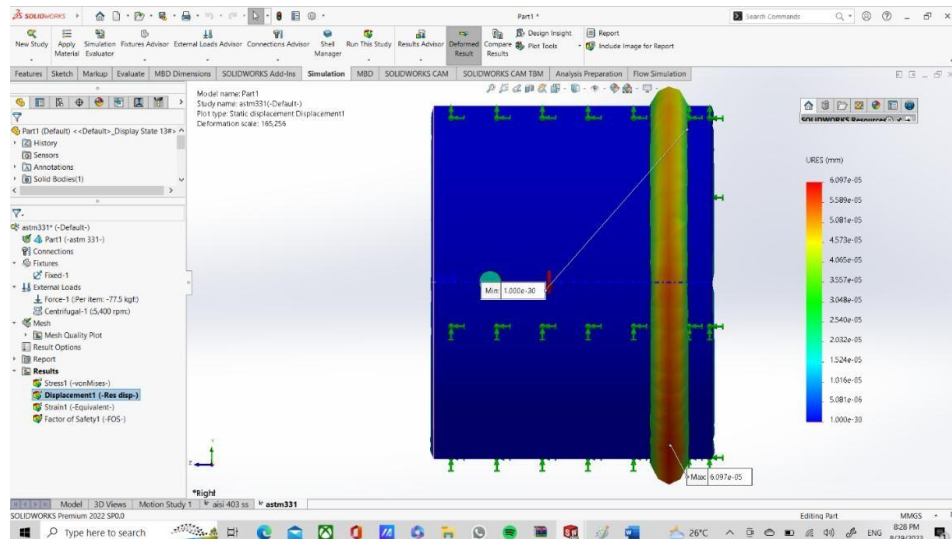 SOLIDWORKS
Part1 *
Search Commands
New Study
Apply Material
Simulation Evaluator
Fixtures Advisor
External Loads Advisor
Connections Advisor
Shell Manager
Run This Study
Results Advisor
Deformed Result
Compare Results
Design Insight
Plot Tools
Report
Include Image for Report
Features Sketch Markup Evaluate MBD Dimensions SOLIDWORKS Add-Ins Simulation MBD SOLIDWORKS CAM SOLIDWORKS CAM TBM Analysis Preparation Flow Simulation
Model name: Part1
Study name: astm331(-Default-)
Plot type: Static displacement Displacement1
Deformation scale: 165,256
Part1 (Default) <<Default>_Display State 13#>
History
Sensors
Annotations
Solid Bodies(1)
astm331* (-Default-)
Part1 (-astm 331-)
Connections
Fixtures
Fixed-1
External Loads
Force-1 (:Per item: -77.5 kgf:)
Centrifugal-1 (:5,400 rpm:)
Mesh
Mesh Quality Plot
Result Options
Report
Results
Stress1 (-vonMises-)
Displacement1 (-Res disp-)
Strain1 (-Equivalent-)
Factor of Safety1 (-FOS-)
SOLIDWORKS Resources
URES (mm)
6.097e-05
5.589e-05
5.081e-05
4.573e-05
4.065e-05
3.557e-05
3.048e-05
2.540e-05
2.032e-05
1.524e-05
1.016e-05
5.081e-06
1.000e-30
Min: 1.000e-30
Max: 6.097e-05
Y
Z
*Right
Model 3D Views Motion Study 1 aisi 403 ss astm331
SOLIDWORKS Premium 2022 SP0.0
Editing Part
MMGS
Type here to search
26°C
ENG
8:28 PM
8/29/2023